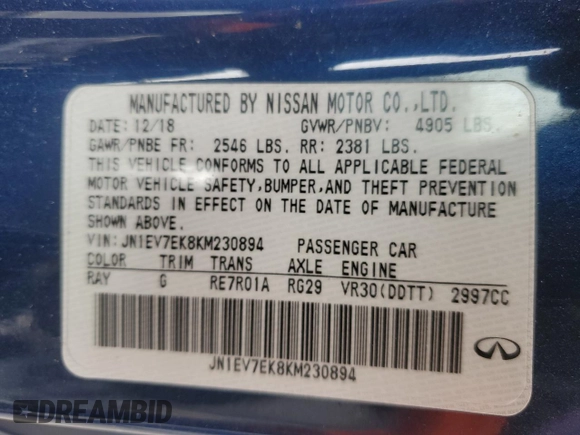 MANUFACTURED BY NISSAN MOTOR CO.,LTD.
DATE: 12/18 GVWR/PNBV: 4905 LBS.
GAWR/PNBE FR: 2546 LBS. RR: 2381 LBS.
THIS VEHICLE CONFORMS TO ALL APPLICABLE FEDERAL
MOTOR VEHICLE SAFETY,BUMPER,AND THEFT PREVENTION
STANDARDS IN EFFECT ON THE DATE OF MANUFACTURE
SHOWN ABOVE.
VIN:JN1EV7EK8KM230894 PASSENGER CAR
COLOR TRIM TRANS AXLE ENGINE
RAY G RE7R01A RG29 VR30(DDTT) 2997CC
JN1EV7EK8KM230894
DREAMBID